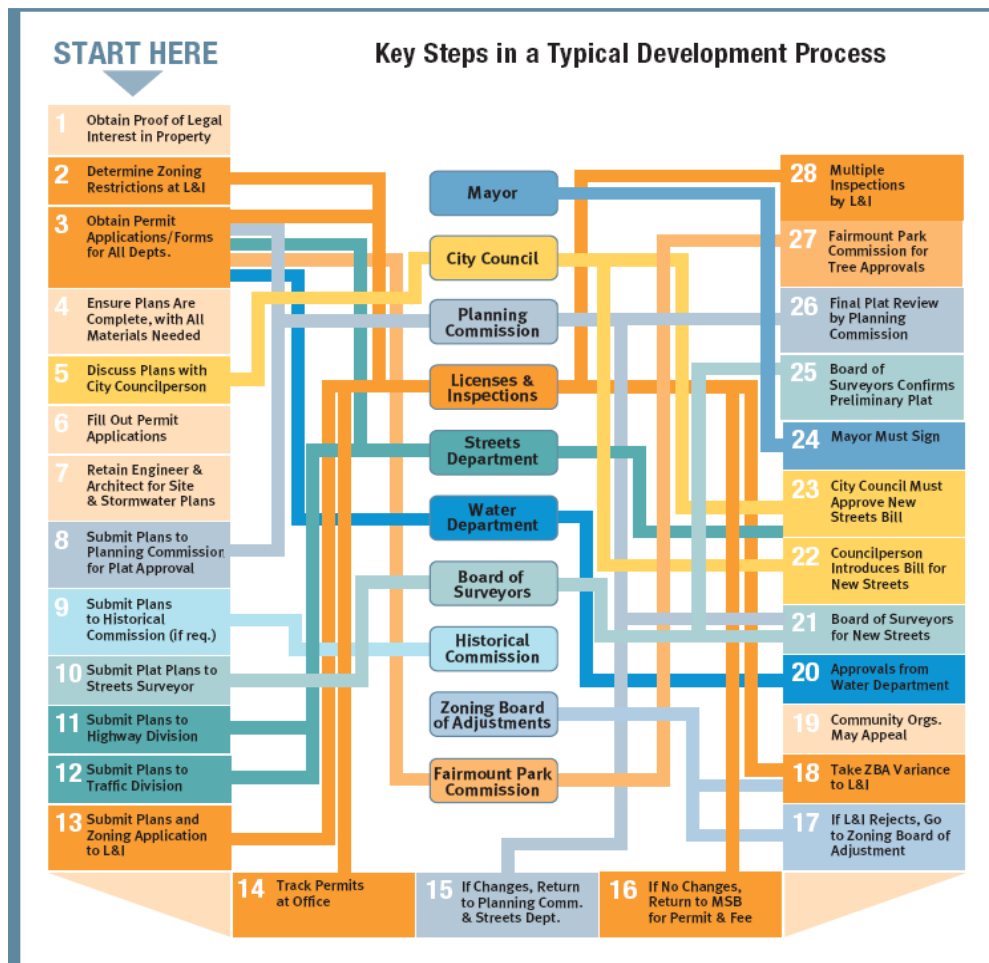 START HERE
Key Steps in a Typical Development Process
1 Obtain Proof of Legal
Interest in Property
2 Determine Zoning
Restrictions at L&I
3 Obtain Permit
Applications/Forms
for All Depts.
4 Ensure Plans Are
Complete, with All
Materials Needed
5 Discuss Plans with
City Councilperson
6 Fill Out Permit
Applications
7 Retain Engineer &
Architect for Site
& Stormwater Plans
8 Submit Plans to
Planning Commission
for Plat Approval
9 Submit Plans
to Historical
Commission (if req.)
10 Submit Plat Plans to
Streets Surveyor
11 Submit Plans to
Highway Division
12 Submit Plans to
Traffic Division
13 Submit Plans and
Zoning Application
to L&I
Mayor
City Council
Planning
Commission
Licenses &
Inspections
Streets
Department
Water
Department
Board of
Surveyors
Historical
Commission
Zoning Board
of Adjustments
Fairmount Park
Commission
14 Track Permits
at Office
15 If Changes, Return
to Planning Comm.
& Streets Dept.
16 If No Changes,
Return to MSB
for Permit & Fee
28 Multiple
Inspections
by L&I
27 Fairmount Park
Commission for
Tree Approvals
26 Final Plat Review
by Planning
Commission
25 Board of
Surveyors Confirms
Preliminary Plat
24 Mayor Must Sign
23 City Council Must
Approve New
Streets Bill
22 Councilperson
Introduces Bill for
New Streets
21 Board of Surveyors
for New Streets
20 Approvals from
Water Department
19 Community Orgs.
May Appeal
18 Take ZBA Variance
to L&I
17 If L&I Rejects, Go
to Zoning Board of
Adjustment